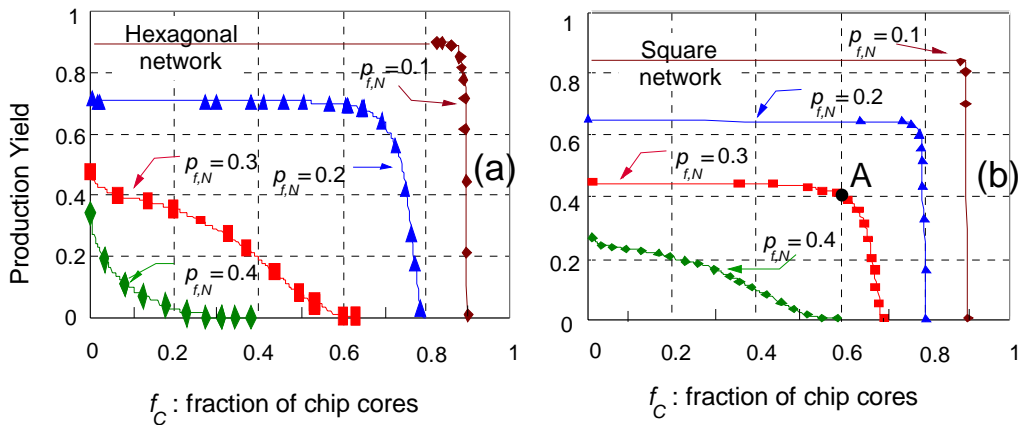 1
0.8
0.6
0.4
0.2
0
0
0.2
0.4
0.6
0.8
1
Production Yield
f_C : fraction of chip cores
Hexagonal
network
p_f,N = 0.1
p_f,N = 0.2
p_f,N = 0.3
p_f,N = 0.4
(a)
1
0.8
0.6
0.4
0.2
0
0
0.2
0.4
0.6
0.8
1
f_C : fraction of chip cores
Square
network
p_f,N = 0.1
p_f,N = 0.2
p_f,N = 0.3
p_f,N = 0.4
A
(b)